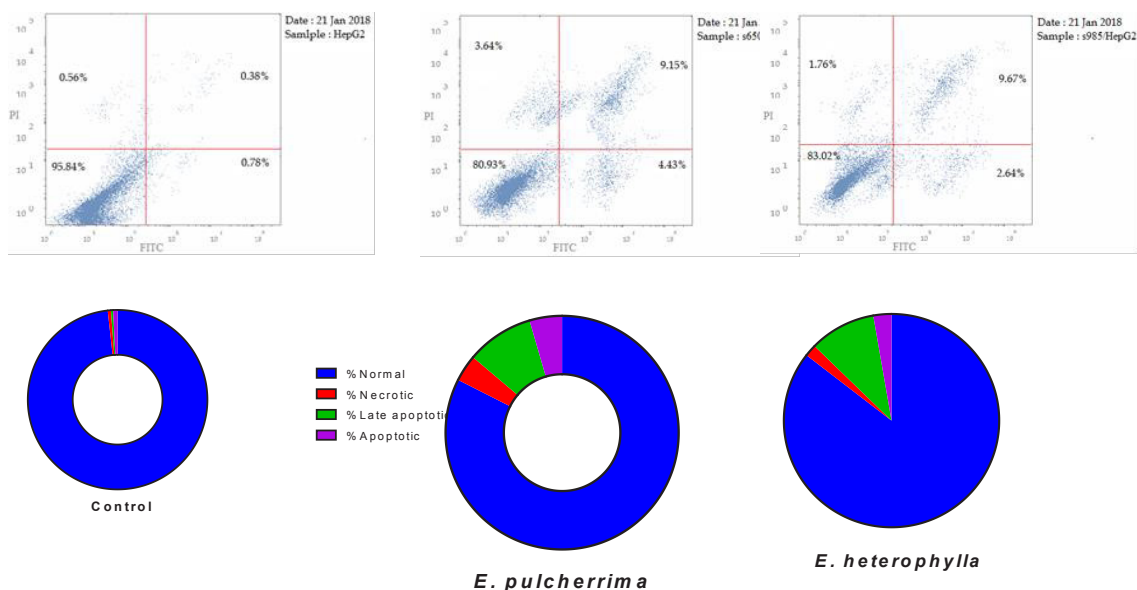 Date : 21 Jan 2018
Samlple : HepG2
0.56%
0.38%
95.84%
0.78%
PI
FITC
Date : 21 Jan
Sample : s65(
3.64%
9.15%
80.93%
4.43%
PI
FITC
Date : 21 Jan 2018
Sample : s985/HepG2
1.76%
9.67%
83.02%
2.64%
PI
FITC
% Normal
% Necrotic
% Late apoptoti
% Apoptotic
Control
E. pulcherrima
E. heterophylla